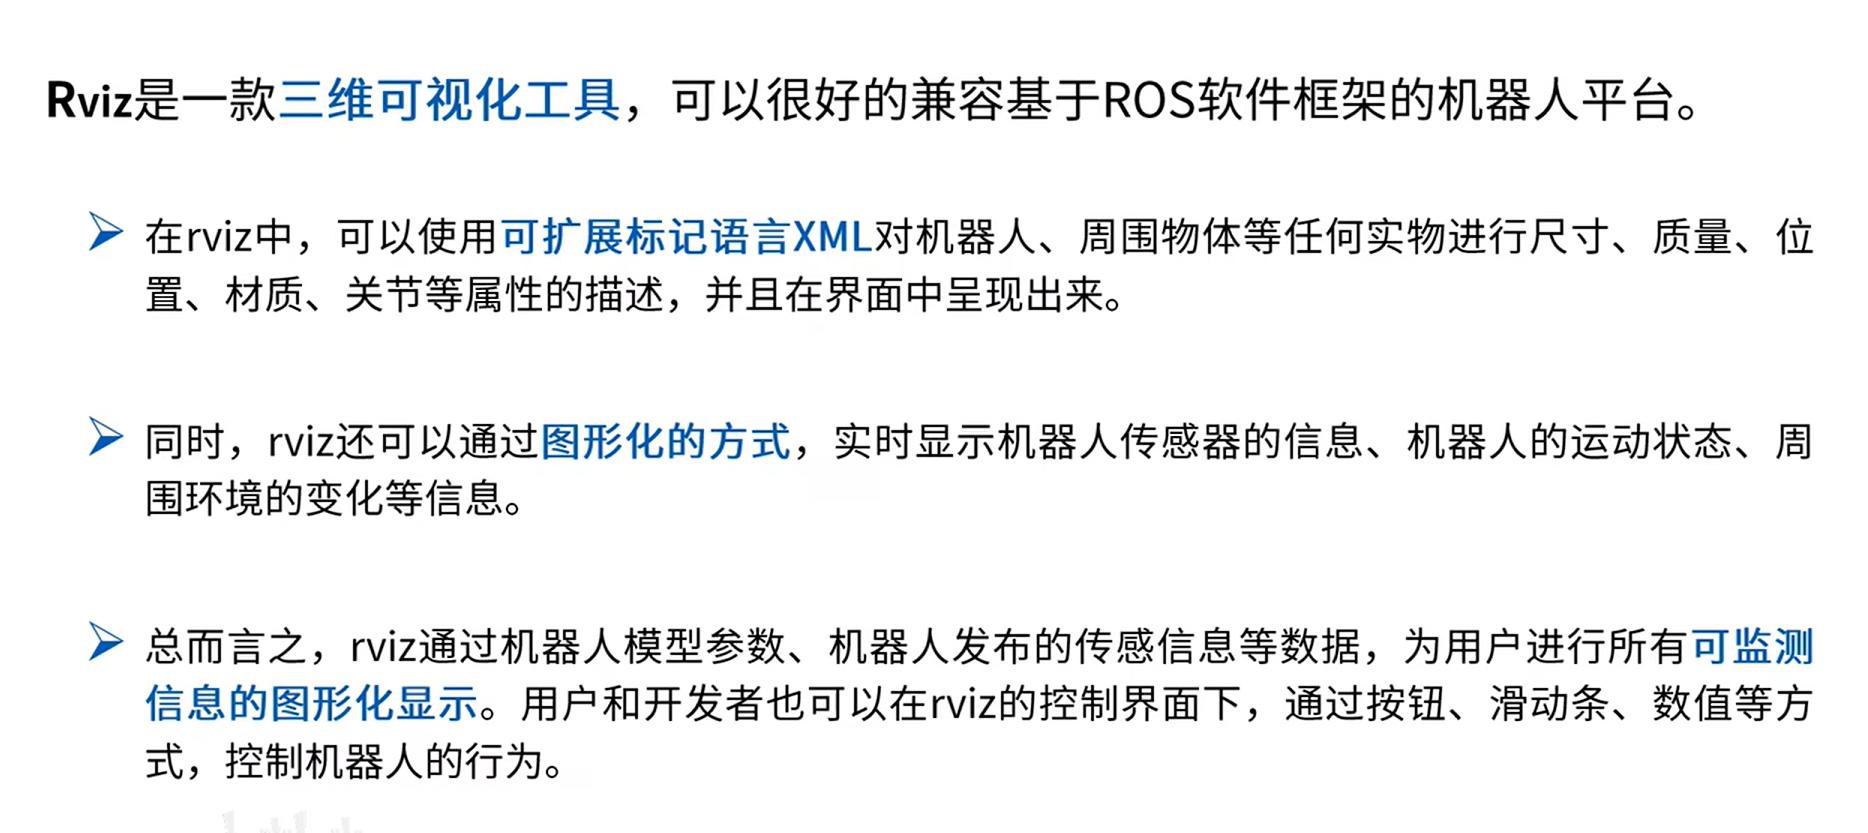 Rviz是一款三维可视化工具，可以很好的兼容基于ROS软件框架的机器人平台。
在rviz中，可以使用可扩展标记语言XML对机器人、周围物体等任何实物进行尺寸、质量、位
置、材质、关节等属性的描述，并且在界面中呈现出来。
同时，rviz还可以通过图形化的方式，实时显示机器人传感器的信息、机器人的运动状态、周
围环境的变化等信息。
总而言之，rviz通过机器人模型参数、机器人发布的传感信息等数据，为用户进行所有可监测
信息的图形化显示。用户和开发者也可以在rviz的控制界面下，通过按钮、滑动条、数值等方
式，控制机器人的行为。